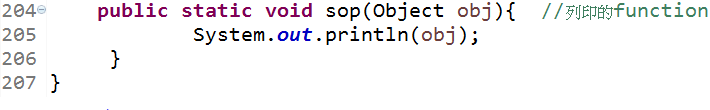 204 public static void sop(Object obj){ //列印的function
205 System.out.println(obj);
206 }
207 }